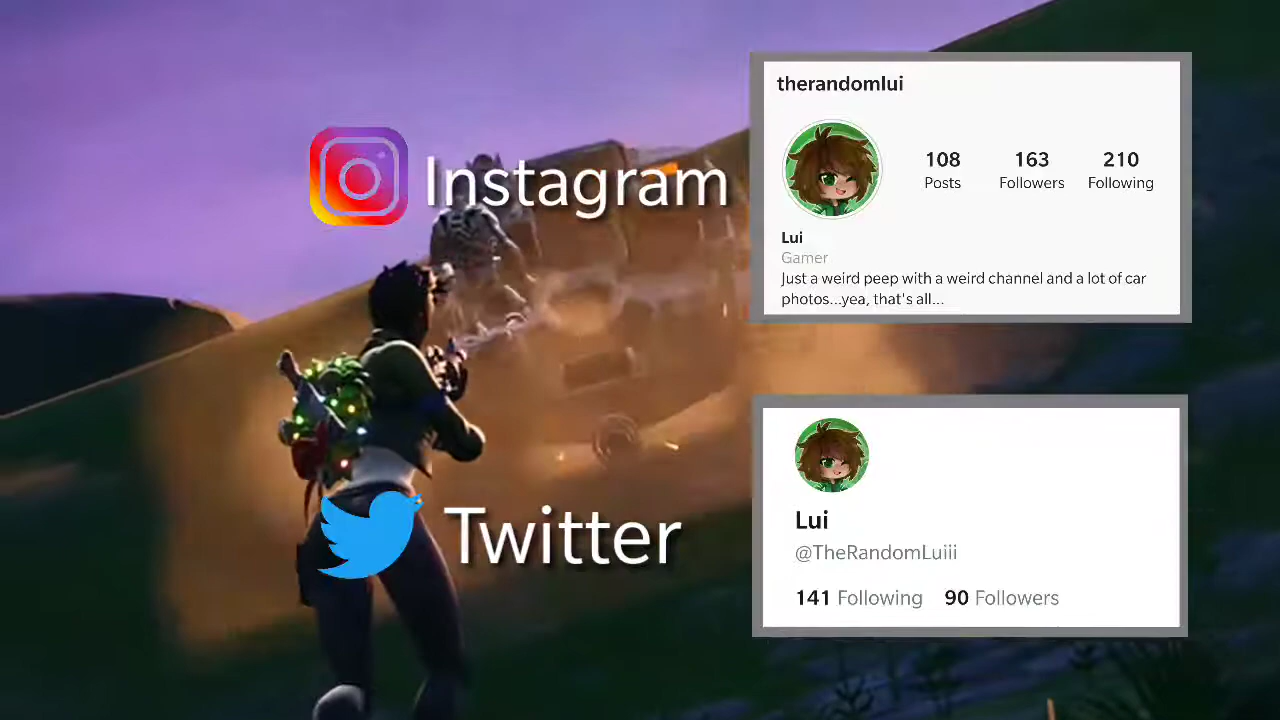 Instagram
therandomlui
108 163 210
Posts Followers Following
Lui
Gamer
Just a weird peep with a weird channel and a lot of car
photos...yea, that's all...
Twitter
Lui
@TheRandomLuiii
141 Following 90 Followers